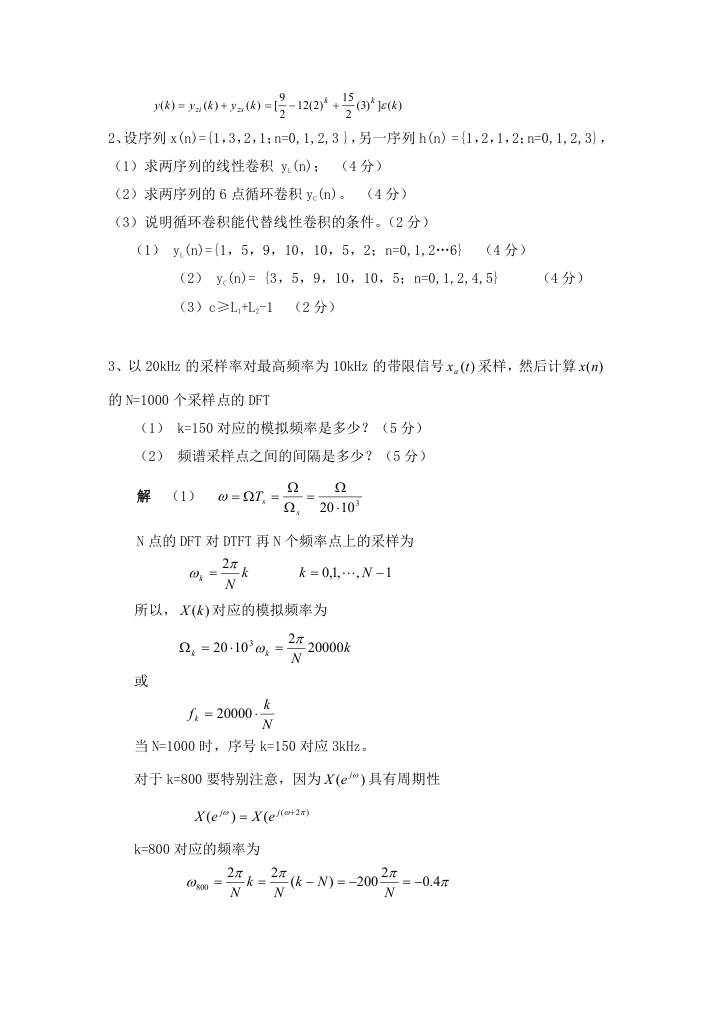 y(k) = y_{zi}(k) + y_{zs}(k) = [\frac{9}{2} − 12(2)^k + \frac{15}{2}(3)^k]ε(k)
2、设序列 x(n)={1,3,2,1;n=0,1,2,3 },另一序列 h(n) ={1,2,1,2;n=0,1,2,3},
（1）求两序列的线性卷积 y_L(n); （4 分）
（2）求两序列的 6 点循环卷积 y_C(n)。 （4 分）
（3）说明循环卷积能代替线性卷积的条件。（2 分）
（1） y_L(n)={1，5，9，10，10，5，2；n=0,1,2…6} （4 分）
（2） y_C(n)= {3，5，9，10，10，5；n=0,1,2,4,5} （4 分）
（3）c≥L_1+L_2-1 （2 分）
3、以 20kHz 的采样率对最高频率为 10kHz 的带限信号 x_a(t) 采样，然后计算 x(n)
的 N=1000 个采样点的 DFT
（1） k=150 对应的模拟频率是多少？（5 分）
（2） 频谱采样点之间的间隔是多少？（5 分）
解 （1） ω = ΩT_s = \frac{Ω}{Ω_s} = \frac{Ω}{20·10^3}
N 点的 DFT 对 DTFT 再 N 个频率点上的采样为
ω_k = \frac{2π}{N} k k = 0,1,⋯, N − 1
所以， X(k) 对应的模拟频率为
Ω_k = 20·10^3 ω_k = \frac{2π}{N} 20000k
或
f_k = 20000· \frac{k}{N}
当 N=1000 时，序号 k=150 对应 3kHz。
对于 k=800 要特别注意，因为 X(e^{jω}) 具有周期性
X(e^{jω}) = X(e^{j(ω+2π)}
k=800 对应的频率为
ω_{800} = \frac{2π}{N} k = \frac{2π}{N}(k − N) = −200 \frac{2π}{N} = −0.4π